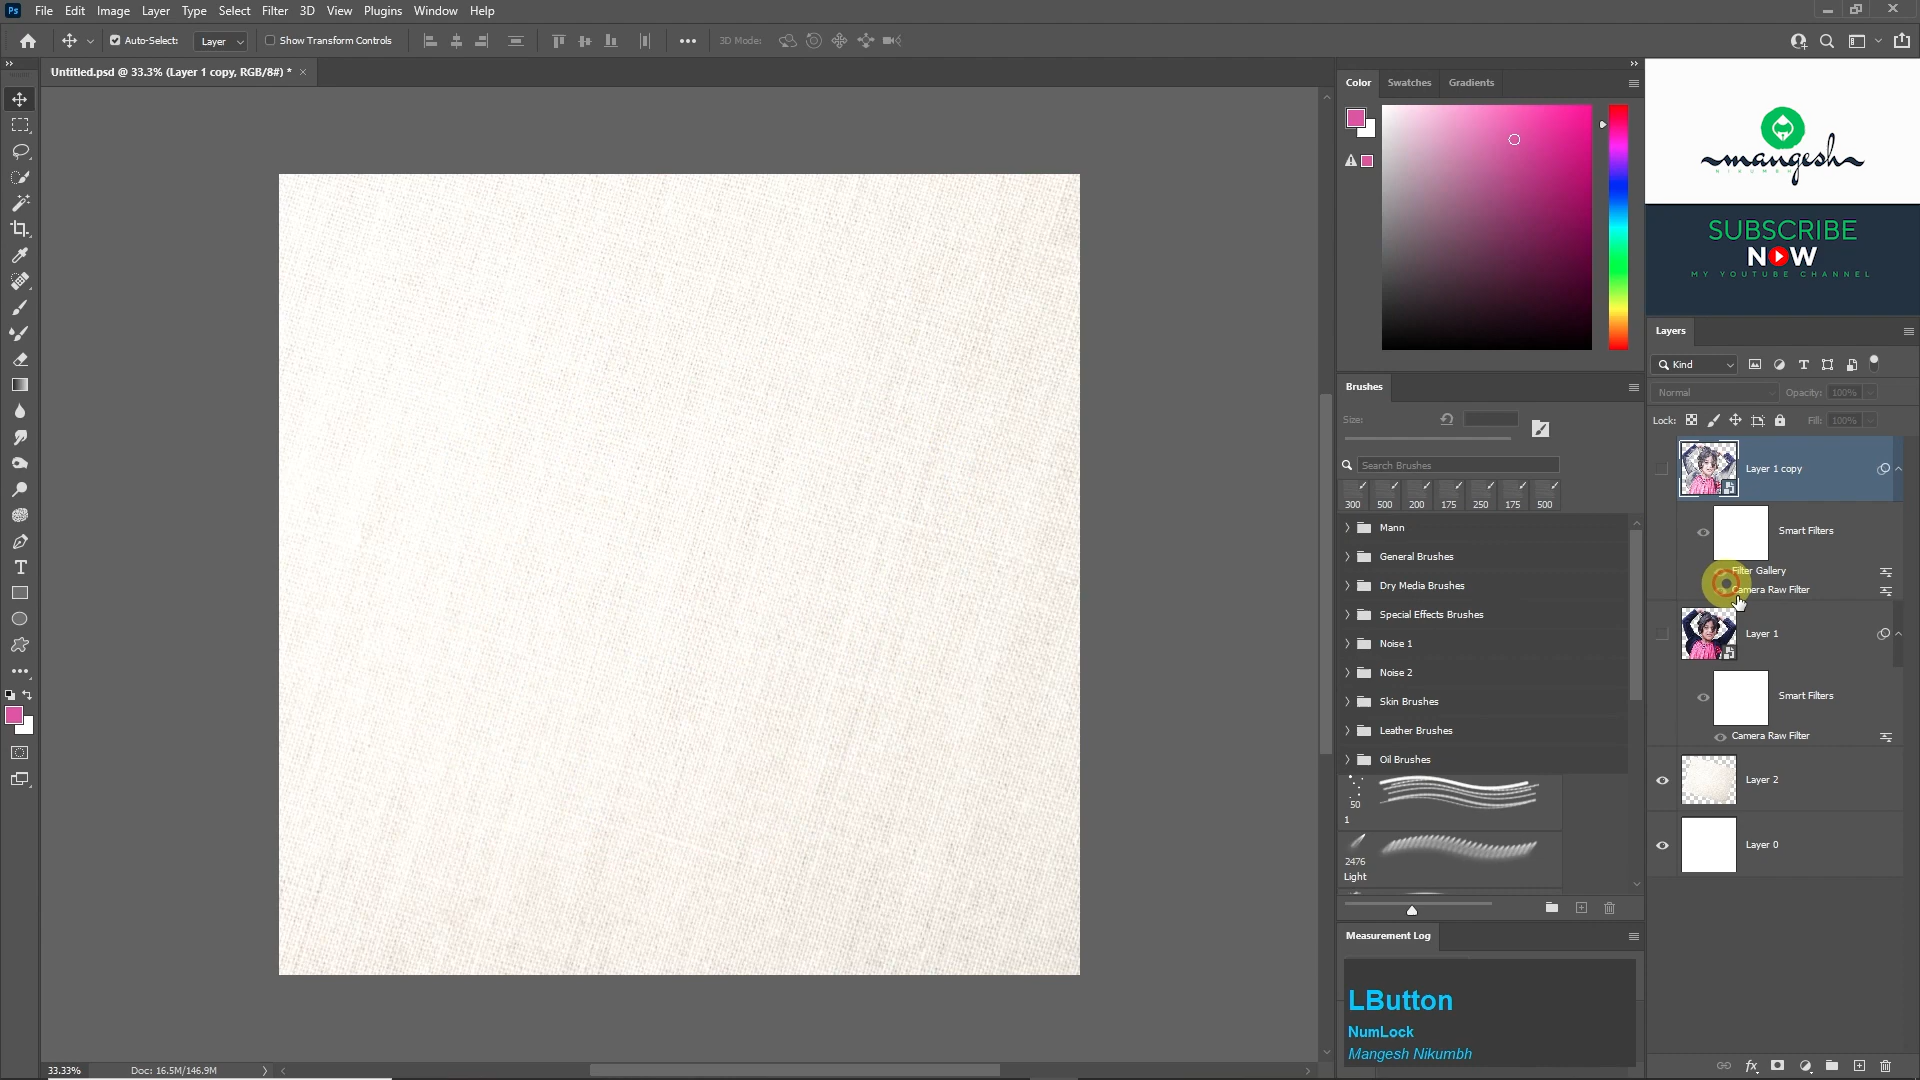 Ps File Edit Image Layer Type Select Filter 3D View Plugins Window Help
Auto-Select: Layer Show Transform Controls 3D Mode:
Untitled.psd @ 33.3% (Layer 1 copy, RGB/8#) *
Color Swatches Gradients
mangesh
SUBSCRIBE
NOW
MY YOUTUBE CHANNEL
Layers
Kind
Normal Opacity: 100%
Lock: Fill: 100%
Layer 1 copy
Smart Filters
Filter Gallery
Camera Raw Filter
Layer 1
Smart Filters
Camera Raw Filter
Layer 2
Layer 0
Brushes
Size:
Search Brushes
300 500 200 175 250 175 500
Mann
General Brushes
Dry Media Brushes
Special Effects Brushes
Noise 1
Noise 2
Skin Brushes
Leather Brushes
Oil Brushes
50
1
2476
Light
Measurement Log
LButton
NumLock
Mangesh Nikumbh
33.33% Doc: 16.5M/146.9M